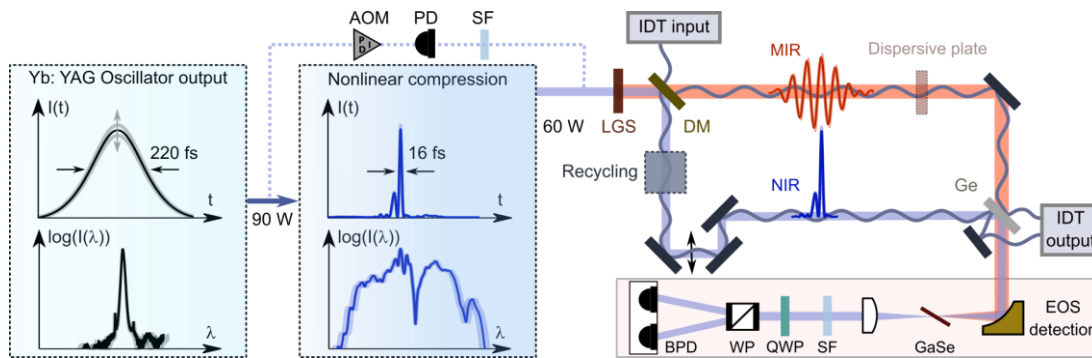 AOM
PD
SF
PID
IDT input
MIR
Dispersive plate
Yb: YAG Oscillator output
Nonlinear compression
I(t)
220 fs
t
log(I(λ))
λ
90 W
I(t)
16 fs
t
log(I(λ))
λ
60 W
LGS
DM
Recycling
NIR
Ge
IDT
output
EOS
detection
BPD
WP
QWP
SF
GaSe